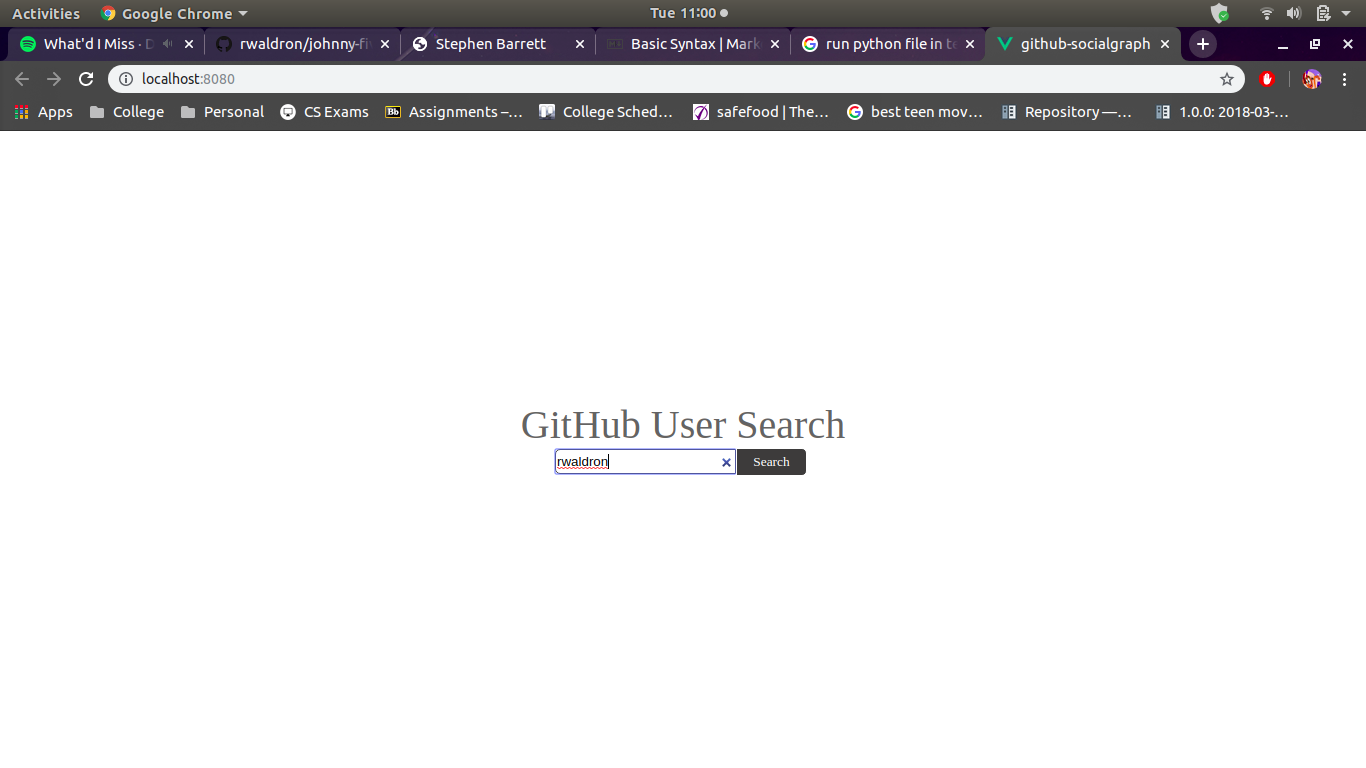 Activities Google Chrome Tue 11:00
What'd I Miss · D rwaldron/johnny-fi Stephen Barrett Basic Syntax | Mark run python file in te github-socialgraph
localhost:8080
Apps College Personal CS Exams Bb Assignments –... College Sched... safefood | The... best teen mov... Repository —... 1.0.0: 2018-03-...
GitHub User Search
rwaldron Search